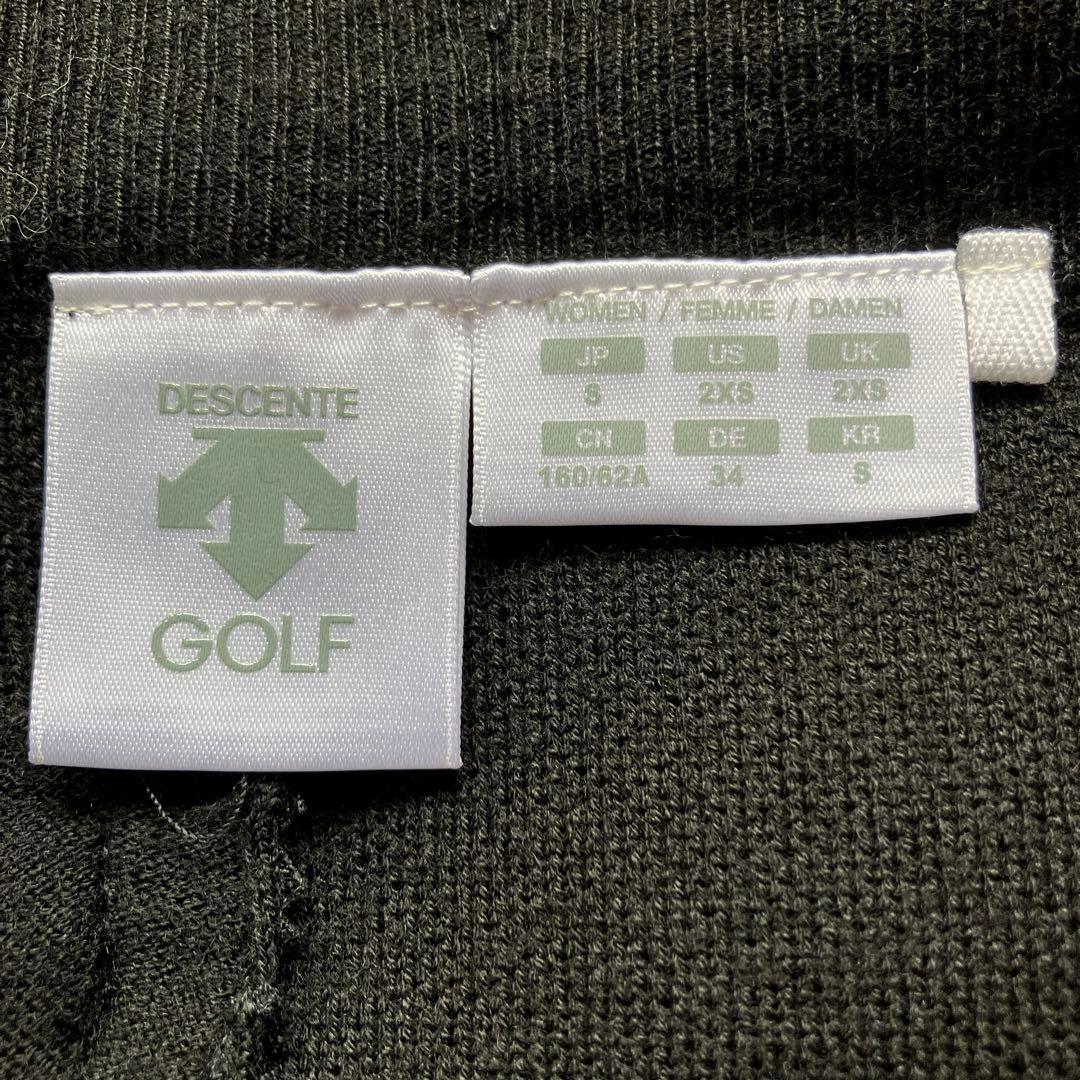 DESCENTE
GOLF
WOMEN / FEMME / DAMEN
JP US UK
S 2XS 2XS
CN DE KR
160/62A 34 S